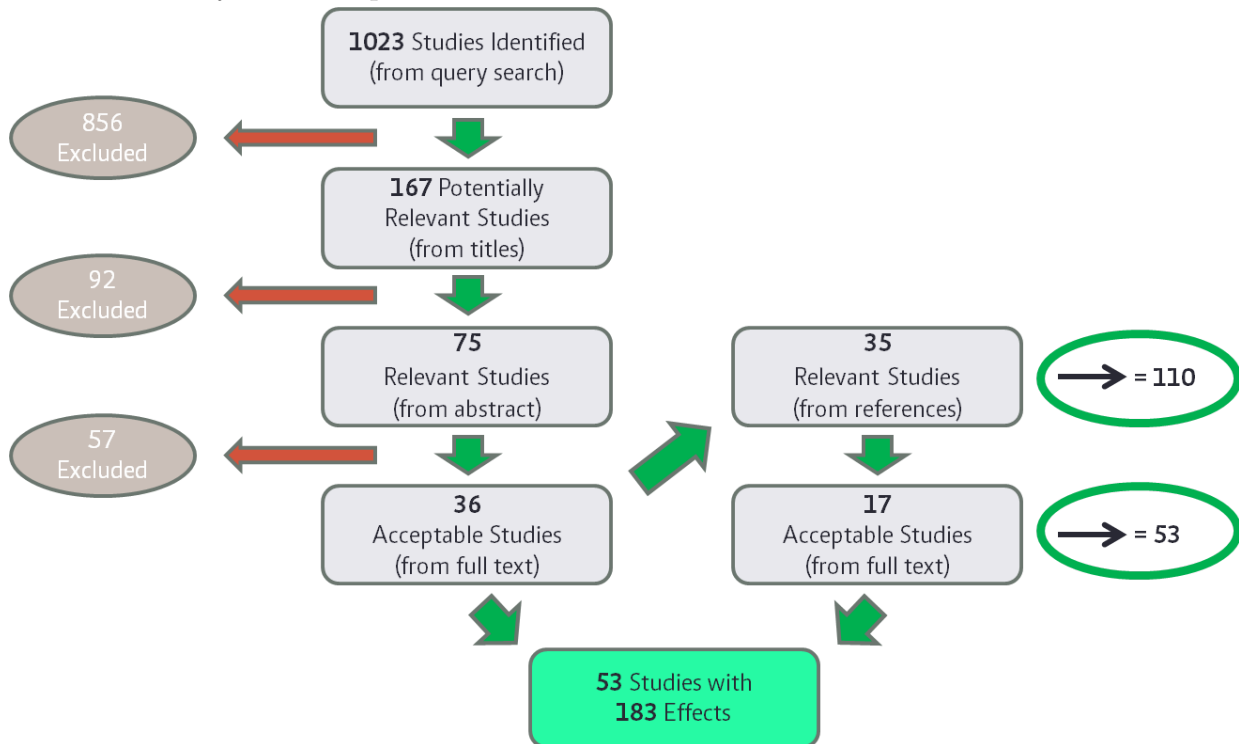 1023 Studies Identified
(from query search)
856
Excluded
167 Potentially
Relevant Studies
(from titles)
92
Excluded
75
Relevant Studies
(from abstract)
35
Relevant Studies
(from references)
= 110
57
Excluded
36
Acceptable Studies
(from full text)
17
Acceptable Studies
(from full text)
= 53
53 Studies with
183 Effects